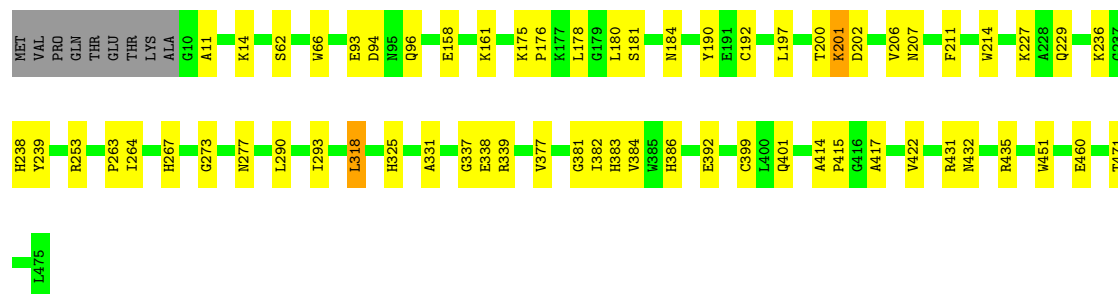 MET VAL PRO GLN THR GLU THR LYS ALA G10 A11 K14 S62 W66 E93 D94 N95 Q96 E158 K161 K175 P176 K177 L178 G179 L180 S181 N184 Y190 E191 C192 L197 T200 K201 D202 V206 N207 F211 W214 K227 A228 Q229 K236 G237
H238 Y239 R253 P263 I264 H267 G273 N277 L290 I293 L318 H325 A331 G337 E338 R339 V377 G381 I382 H383 V384 W385 H386 E392 C399 L400 Q401 A414 P415 G416 A417 V422 R431 N432 R435 W451 E460 T471
L475